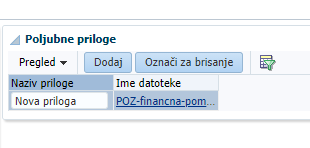 Poljubne priloge
Pregled Dodaj Označi za brisanje
Naziv priloge Ime datoteke
Nova priloga POZ-financna-pom...